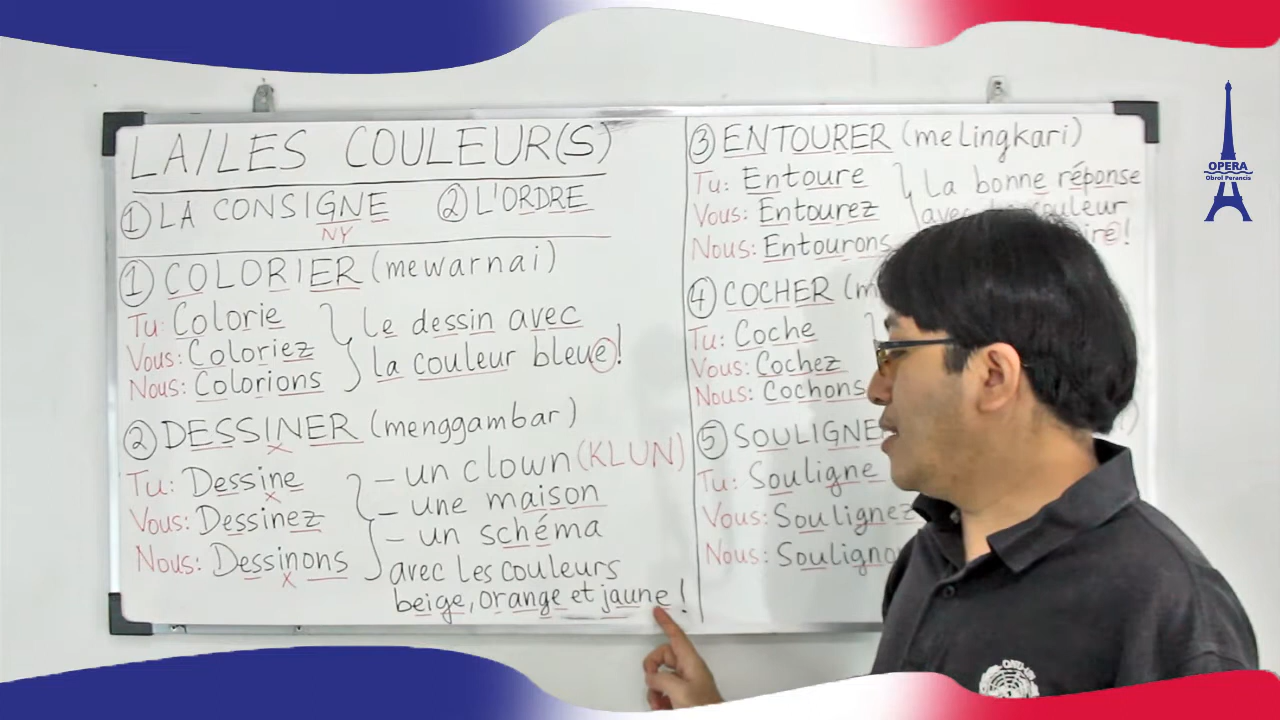 LA/LES COULEUR(S)
① LA CONSIGNE ② L'ORDRE
NY
① COLORIER (mewarnai)
Tu: Colorie
Vous: Coloriez
Nous: Colorions
le dessin avec
la couleur bleue!
② DESSINER (menggambar)
x
Tu: Dessine
x
Vous: Dessinez
Nous: Dessinons
x
- un clown (KLUN)
- une maison
- un schéma
avec les couleurs
beige, orange et jaune!
③ ENTOURER (melingkari)
Tu: Entoure
Vous: Entourez
Nous: Entourons
la bonne réponse
avec couleur
④ COCHER
Tu: Coche
Vous: Cochez
Nous: Cochons
⑤ SOULIGNE
Tu: Souligne
Vous: Soulignez
Nous: Souligno
OPERA
Obrol Perancis